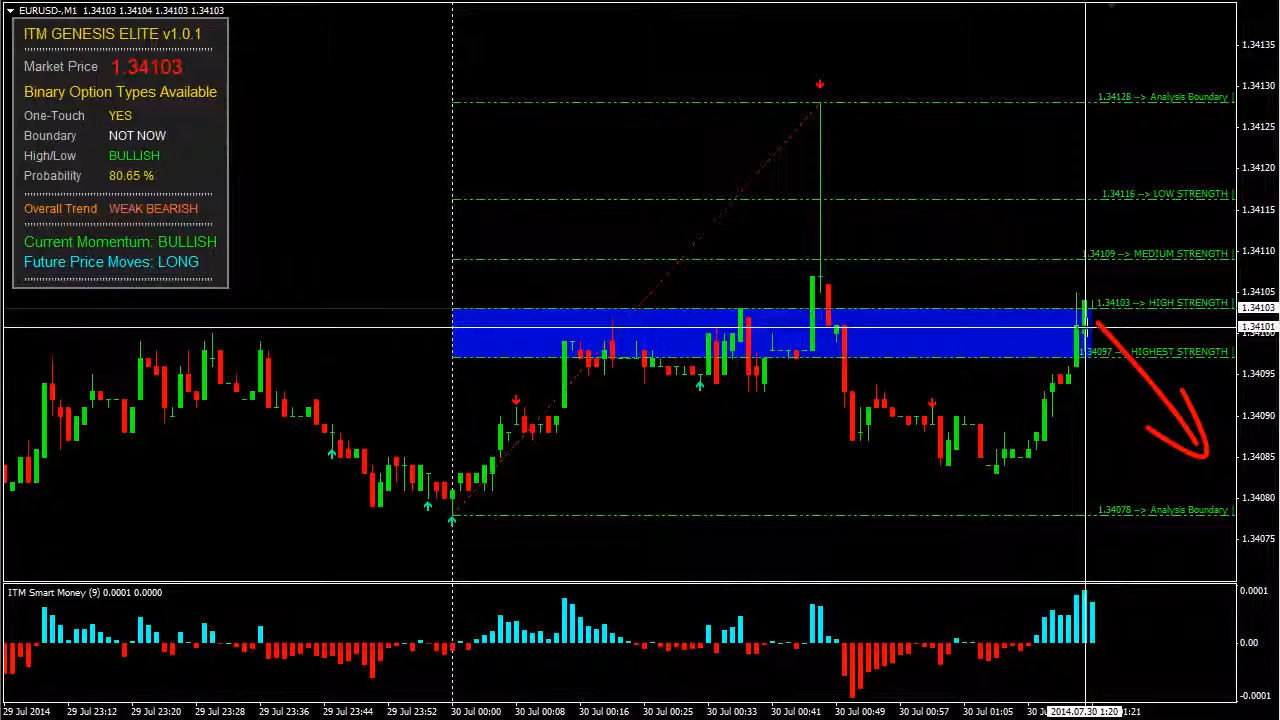 EURUSD-,M1 1.34103 1.34104 1.34103 1.34103
ITM GENESIS ELITE v1.0.1
Market Price 1.34103
Binary Option Types Available
One-Touch YES
Boundary NOT NOW
High/Low BULLISH
Probability 80.65 %
Overall Trend WEAK BEARISH
Current Momentum: BULLISH
Future Price Moves: LONG
1.34128 --> Analysis Boundary |
1.34116 --> LOW STRENGTH |
1.34109 --> MEDIUM STRENGTH |
1.34103 --> HIGH STRENGTH |
1.34097 --> HIGHEST STRENGTH |
1.34078 --> Analysis Boundary |
1.34135
1.34130
1.34125
1.34120
1.34115
1.34110
1.34105
1.34103
1.34101
1.34095
1.34090
1.34085
1.34080
1.34075
ITM Smart Money (9) 0.0001 0.0000
0.0001
0.00
-0.0001
29 Jul 2014
29 Jul 23:12
29 Jul 23:20
29 Jul 23:28
29 Jul 23:36
29 Jul 23:44
29 Jul 23:52
30 Jul 00:00
30 Jul 00:08
30 Jul 00:16
30 Jul 00:25
30 Jul 00:33
30 Jul 00:41
30 Jul 00:49
30 Jul 00:57
30 Jul 01:05
30 Jul
2014.07.30 1:20